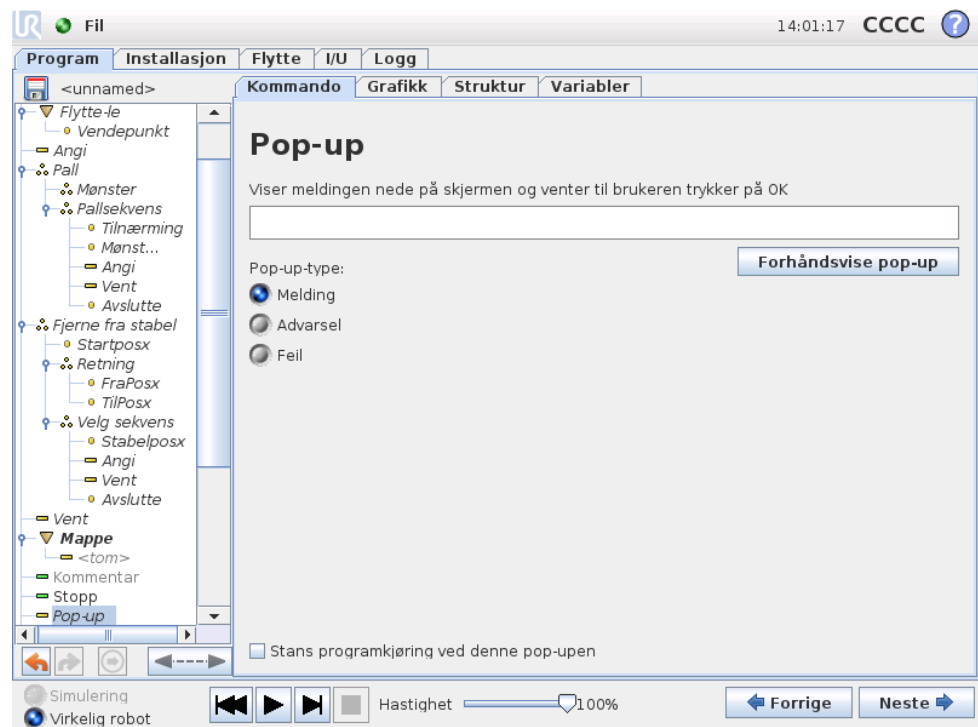 UR Fil 14:01:17 CCCC ?
Program Installasjon Flytte I/U Logg
<unnamed>
Kommando Grafikk Struktur Variabler
Flytte-le
Vendepunkt
Angi
Pall
Mønster
Pallsekvens
Tilnærming
Mønst...
Angi
Vent
Avslutte
Fjerne fra stabel
Startposx
Retning
FraPosx
TilPosx
Velg sekvens
Stabelposx
Angi
Vent
Avslutte
Vent
Mappe
<tom>
Kommentar
Stopp
Pop-up
Pop-up
Viser meldingen nede på skjermen og venter til brukeren trykker på OK
Forhåndsvise pop-up
Pop-up-type:
Melding
Advarsel
Feil
Stans programkjøring ved denne pop-upen
Simulering
Virkelig robot
Hastighet 100%
Forrige Neste